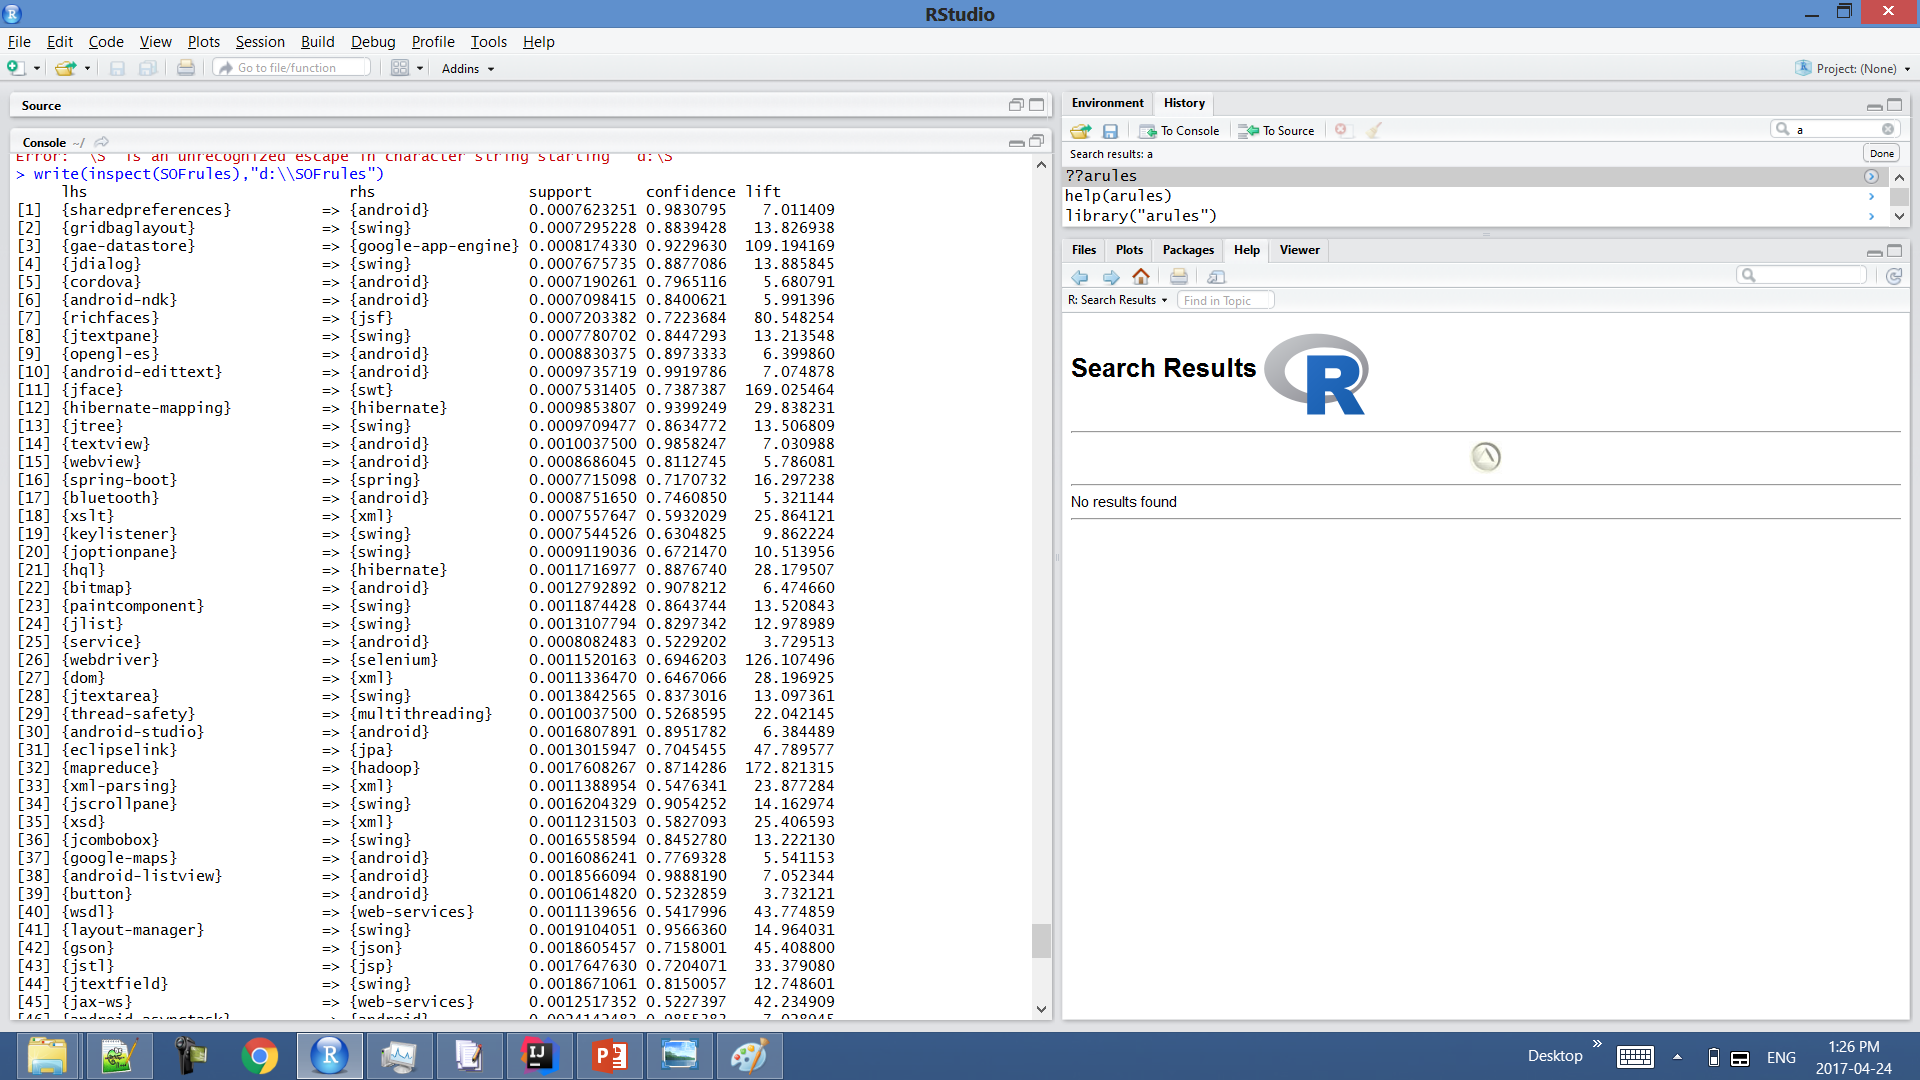 RStudio
File Edit Code View Plots Session Build Debug Profile Tools Help
Go to file/function Addins Project: (None)
Source
Console ~/
Error: '\S' is an unrecognized escape in character string starting "d:\S"
> write(inspect(SOFrules),"d:\\SOFrules")
lhs rhs support confidence lift
[1] {sharedpreferences} => {android} 0.0007623251 0.9830795 7.011409
[2] {gridbaglayout} => {swing} 0.0007295228 0.8839428 13.826938
[3] {gae-datastore} => {google-app-engine} 0.0008174330 0.9229630 109.194169
[4] {jdialog} => {swing} 0.0007675735 0.8877086 13.885845
[5] {cordova} => {android} 0.0007190261 0.7965116 5.680791
[6] {android-ndk} => {android} 0.0007098415 0.8400621 5.991396
[7] {richfaces} => {jsf} 0.0007203382 0.7223684 80.548254
[8] {jtextpane} => {swing} 0.0007780702 0.8447293 13.213548
[9] {opengl-es} => {android} 0.0008830375 0.8973333 6.399860
[10] {android-edittext} => {android} 0.0009735719 0.9919786 7.074878
[11] {jface} => {swt} 0.0007531405 0.7387387 169.025464
[12] {hibernate-mapping} => {hibernate} 0.0009853807 0.9399249 29.838231
[13] {jtree} => {swing} 0.0009709477 0.8634772 13.506809
[14] {textview} => {android} 0.0010037500 0.9858247 7.030988
[15] {webview} => {android} 0.0008686045 0.8112745 5.786081
[16] {spring-boot} => {spring} 0.0007715098 0.7170732 16.297238
[17] {bluetooth} => {android} 0.0008751650 0.7460850 5.321144
[18] {xslt} => {xml} 0.0007557647 0.5932029 25.864121
[19] {keylistener} => {swing} 0.0007544526 0.6304825 9.862224
[20] {joptionpane} => {swing} 0.0009119036 0.6721470 10.513956
[21] {hql} => {hibernate} 0.0011716977 0.8876740 28.179507
[22] {bitmap} => {android} 0.0012792892 0.9078212 6.474660
[23] {paintcomponent} => {swing} 0.0011874428 0.8643744 13.520843
[24] {jlist} => {swing} 0.0013107794 0.8297342 12.978989
[25] {service} => {android} 0.0008082483 0.5229202 3.729513
[26] {webdriver} => {selenium} 0.0011520163 0.6946203 126.107496
[27] {dom} => {xml} 0.0011336470 0.6467066 28.196925
[28] {jtextarea} => {swing} 0.0013842565 0.8373016 13.097361
[29] {thread-safety} => {multithreading} 0.0010037500 0.5268595 22.042145
[30] {android-studio} => {android} 0.0016807891 0.8951782 6.384489
[31] {eclipselink} => {jpa} 0.0013015947 0.7045455 47.789577
[32] {mapreduce} => {hadoop} 0.0017608267 0.8714286 172.821315
[33] {xml-parsing} => {xml} 0.0011388954 0.5476341 23.877284
[34] {jscrollpane} => {swing} 0.0016204329 0.9054252 14.162974
[35] {xsd} => {xml} 0.0011231503 0.5827093 25.406593
[36] {jcombobox} => {swing} 0.0016558594 0.8452780 13.222130
[37] {google-maps} => {android} 0.0016086241 0.7769328 5.541153
[38] {android-listview} => {android} 0.0018566094 0.9888190 7.052344
[39] {button} => {android} 0.0010614820 0.5232859 3.732121
[40] {wsdl} => {web-services} 0.0011139656 0.5417996 43.774859
[41] {layout-manager} => {swing} 0.0019104051 0.9566360 14.964031
[42] {gson} => {json} 0.0018605457 0.7158001 45.408800
[43] {jstl} => {jsp} 0.0017647630 0.7204071 33.379080
[44] {jtextfield} => {swing} 0.0018671061 0.8150057 12.748601
[45] {jax-ws} => {web-services} 0.0012517352 0.5227397 42.234909
[46] {android-asynctask} => {android} 0.0024142483 0.9855383 7.028945
Environment History
To Console To Source a
Search results: a Done
??arules
help(arules)
library("arules")
Files Plots Packages Help Viewer
R: Search Results Find in Topic
Search Results R
No results found
Desktop ENG 1:26 PM
2017-04-24